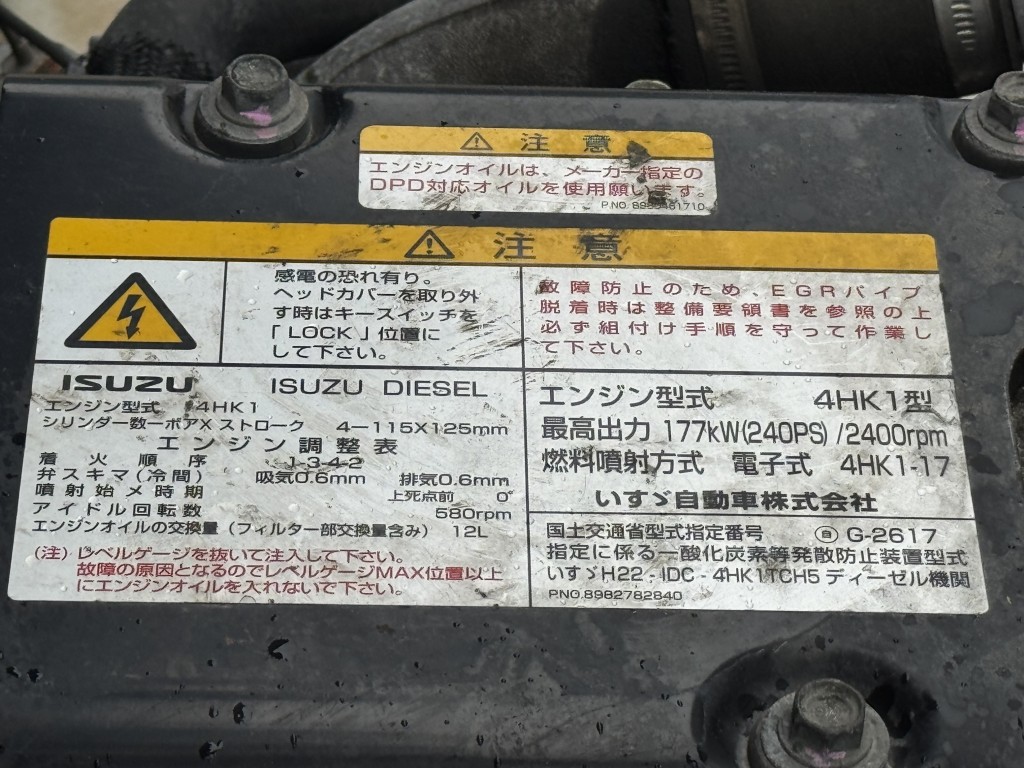 注意
エンジンオイルは、メーカー指定の
DPD対応オイルを使用願います。
注意
感電の恐れ有り。
ヘッドカバーを取り外
す時はキースイッチを
「LOCK」位置に
して下さい。
故障防止のため、EGRパイプ
脱着時は整備要領書を参照の上
必ず組付け手順を守って作業し
て下さい。
ISUZU ISUZU DIESEL
エンジン型式 4HK1
シリンダー数ーボアX ストローク 4-115X125mm
エンジン調整表
着火順序 1-3-4-2
弁スキマ(冷間) 吸気0.6mm 排気0.6mm
噴射始メ時期 上死点前 0°
アイドル回転数 580rpm
エンジンオイルの交換量(フィルター部交換量含み) 12L
(注)レベルゲージを抜いて注入して下さい。
故障の原因となるのでレベルゲージMAX位置以上
にエンジンオイルを入れないで下さい。
エンジン型式 4HK1型
最高出力 177kW(240PS)/2400rpm
燃料噴射方式 電子式 4HK1-17
いすゞ自動車株式会社
国土交通省型式指定番号 G-2617
指定に係る一酸化炭素等発散防止装置型式
いすゞH22-IDC-4HK1TCH5 ディーゼル機関
P.NO.8982782840